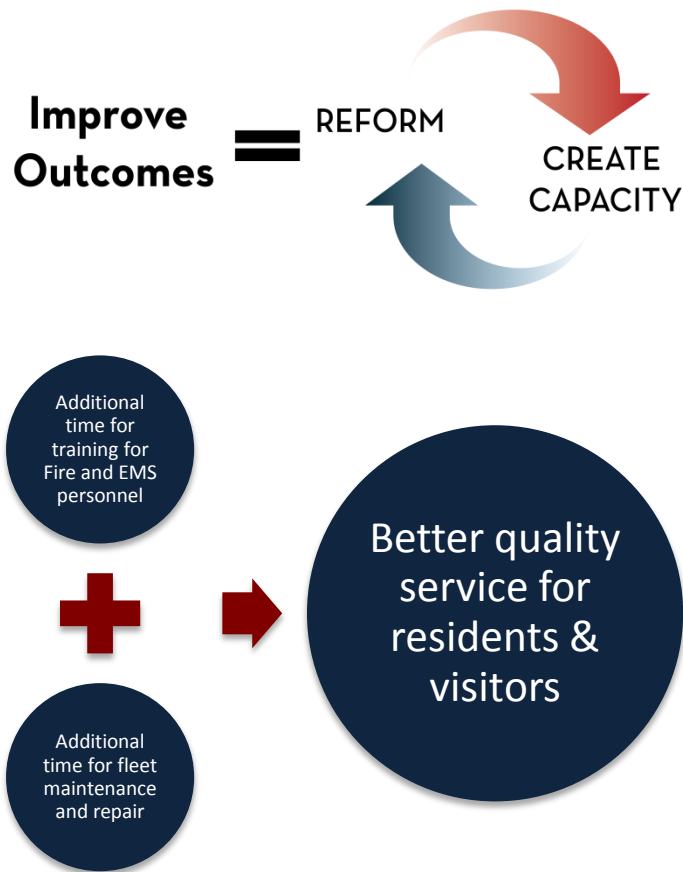 Improve
Outcomes
=
REFORM
CREATE
CAPACITY
Additional
time for
training for
Fire and EMS
personnel
Additional
time for fleet
maintenance
and repair
Better quality
service for
residents &
visitors